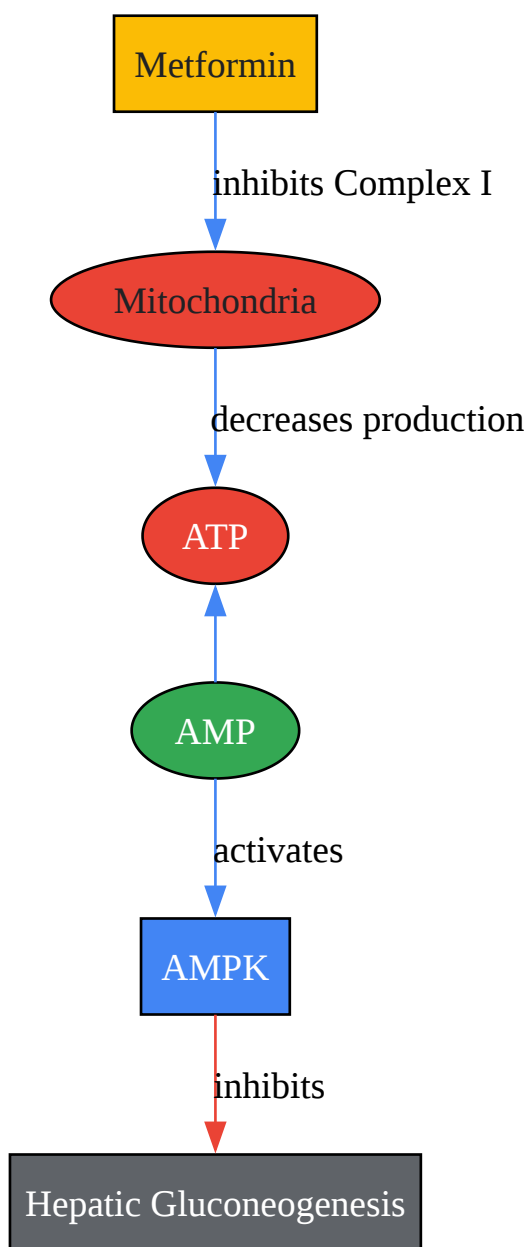 Metformin
inhibits Complex I
Mitochondria
decreases production
ATP
AMP
activates
AMPK
inhibits
Hepatic Gluconeogenesis